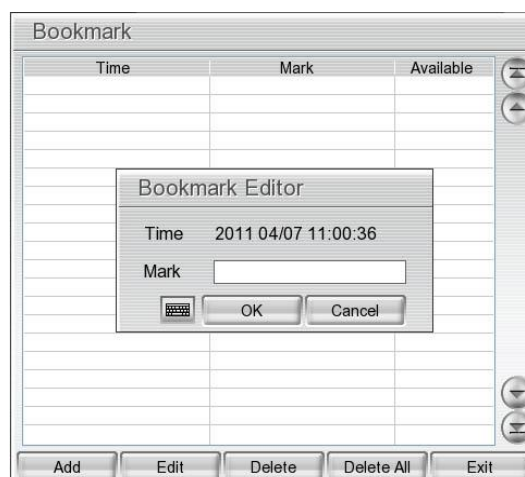 Bookmark
Time Mark Available
Bookmark Editor
Time 2011 04/07 11:00:36
Mark
OK Cancel
Add Edit Delete Delete All Exit